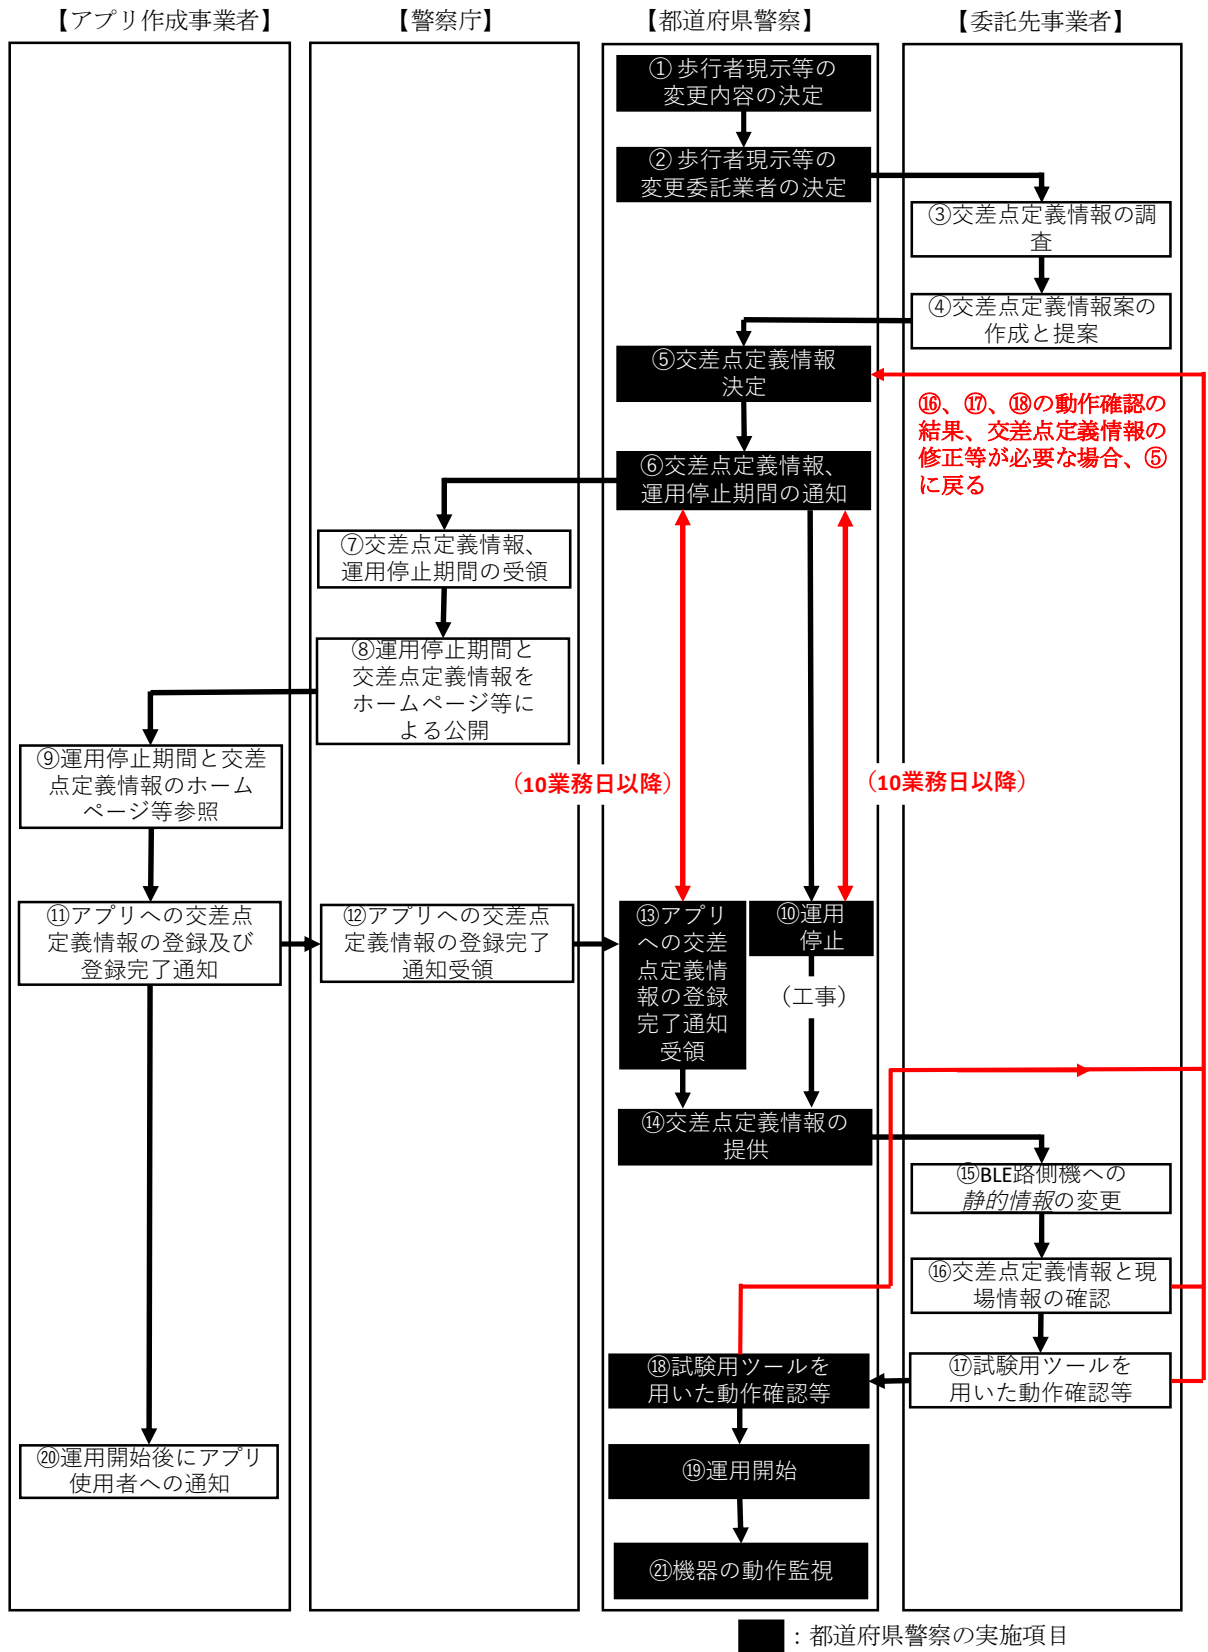 【アプリ作成事業者】
【警察庁】
【都道府県警察】
【委託先事業者】
①歩行者現示等の
変更内容の決定
②歩行者現示等の
変更委託業者の決定
③交差点定義情報の調
査
④交差点定義情報案の
作成と提案
⑤交差点定義情報
決定
⑯、⑰、⑱の動作確認の
結果、交差点定義情報の
修正等が必要な場合、⑤
に戻る
⑥交差点定義情報、
運用停止期間の通知
⑦交差点定義情報、
運用停止期間の受領
⑧運用停止期間と
交差点定義情報を
ホームページ等に
よる公開
⑨運用停止期間と交差
点定義情報のホーム
ページ等参照
（10業務日以降）
（10業務日以降）
⑪アプリへの交差点
定義情報の登録及び
登録完了通知
⑫アプリへの交差点
定義情報の登録完了
通知受領
⑬アプリ
への交差
点定義情
報の登録
完了通知
受領
⑩運用
停止
（工事）
⑭交差点定義情報の
提供
⑮BLE路側機への
静的情報の変更
⑯交差点定義情報と現
場情報の確認
⑰試験用ツールを
用いた動作確認等
⑱試験用ツールを
用いた動作確認等
⑲運用開始
⑳運用開始後にアプリ
使用者への通知
㉑機器の動作監視
：都道府県警察の実施項目